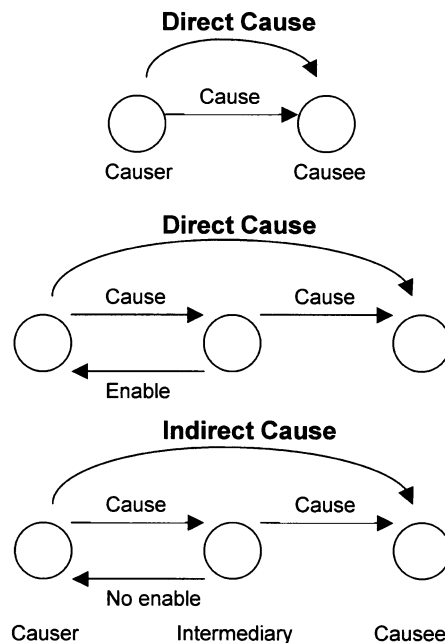 Direct Cause
Cause
Causer Causee
Direct Cause
Cause Cause
Enable
Indirect Cause
Cause Cause
No enable
Causer Intermediary Causee